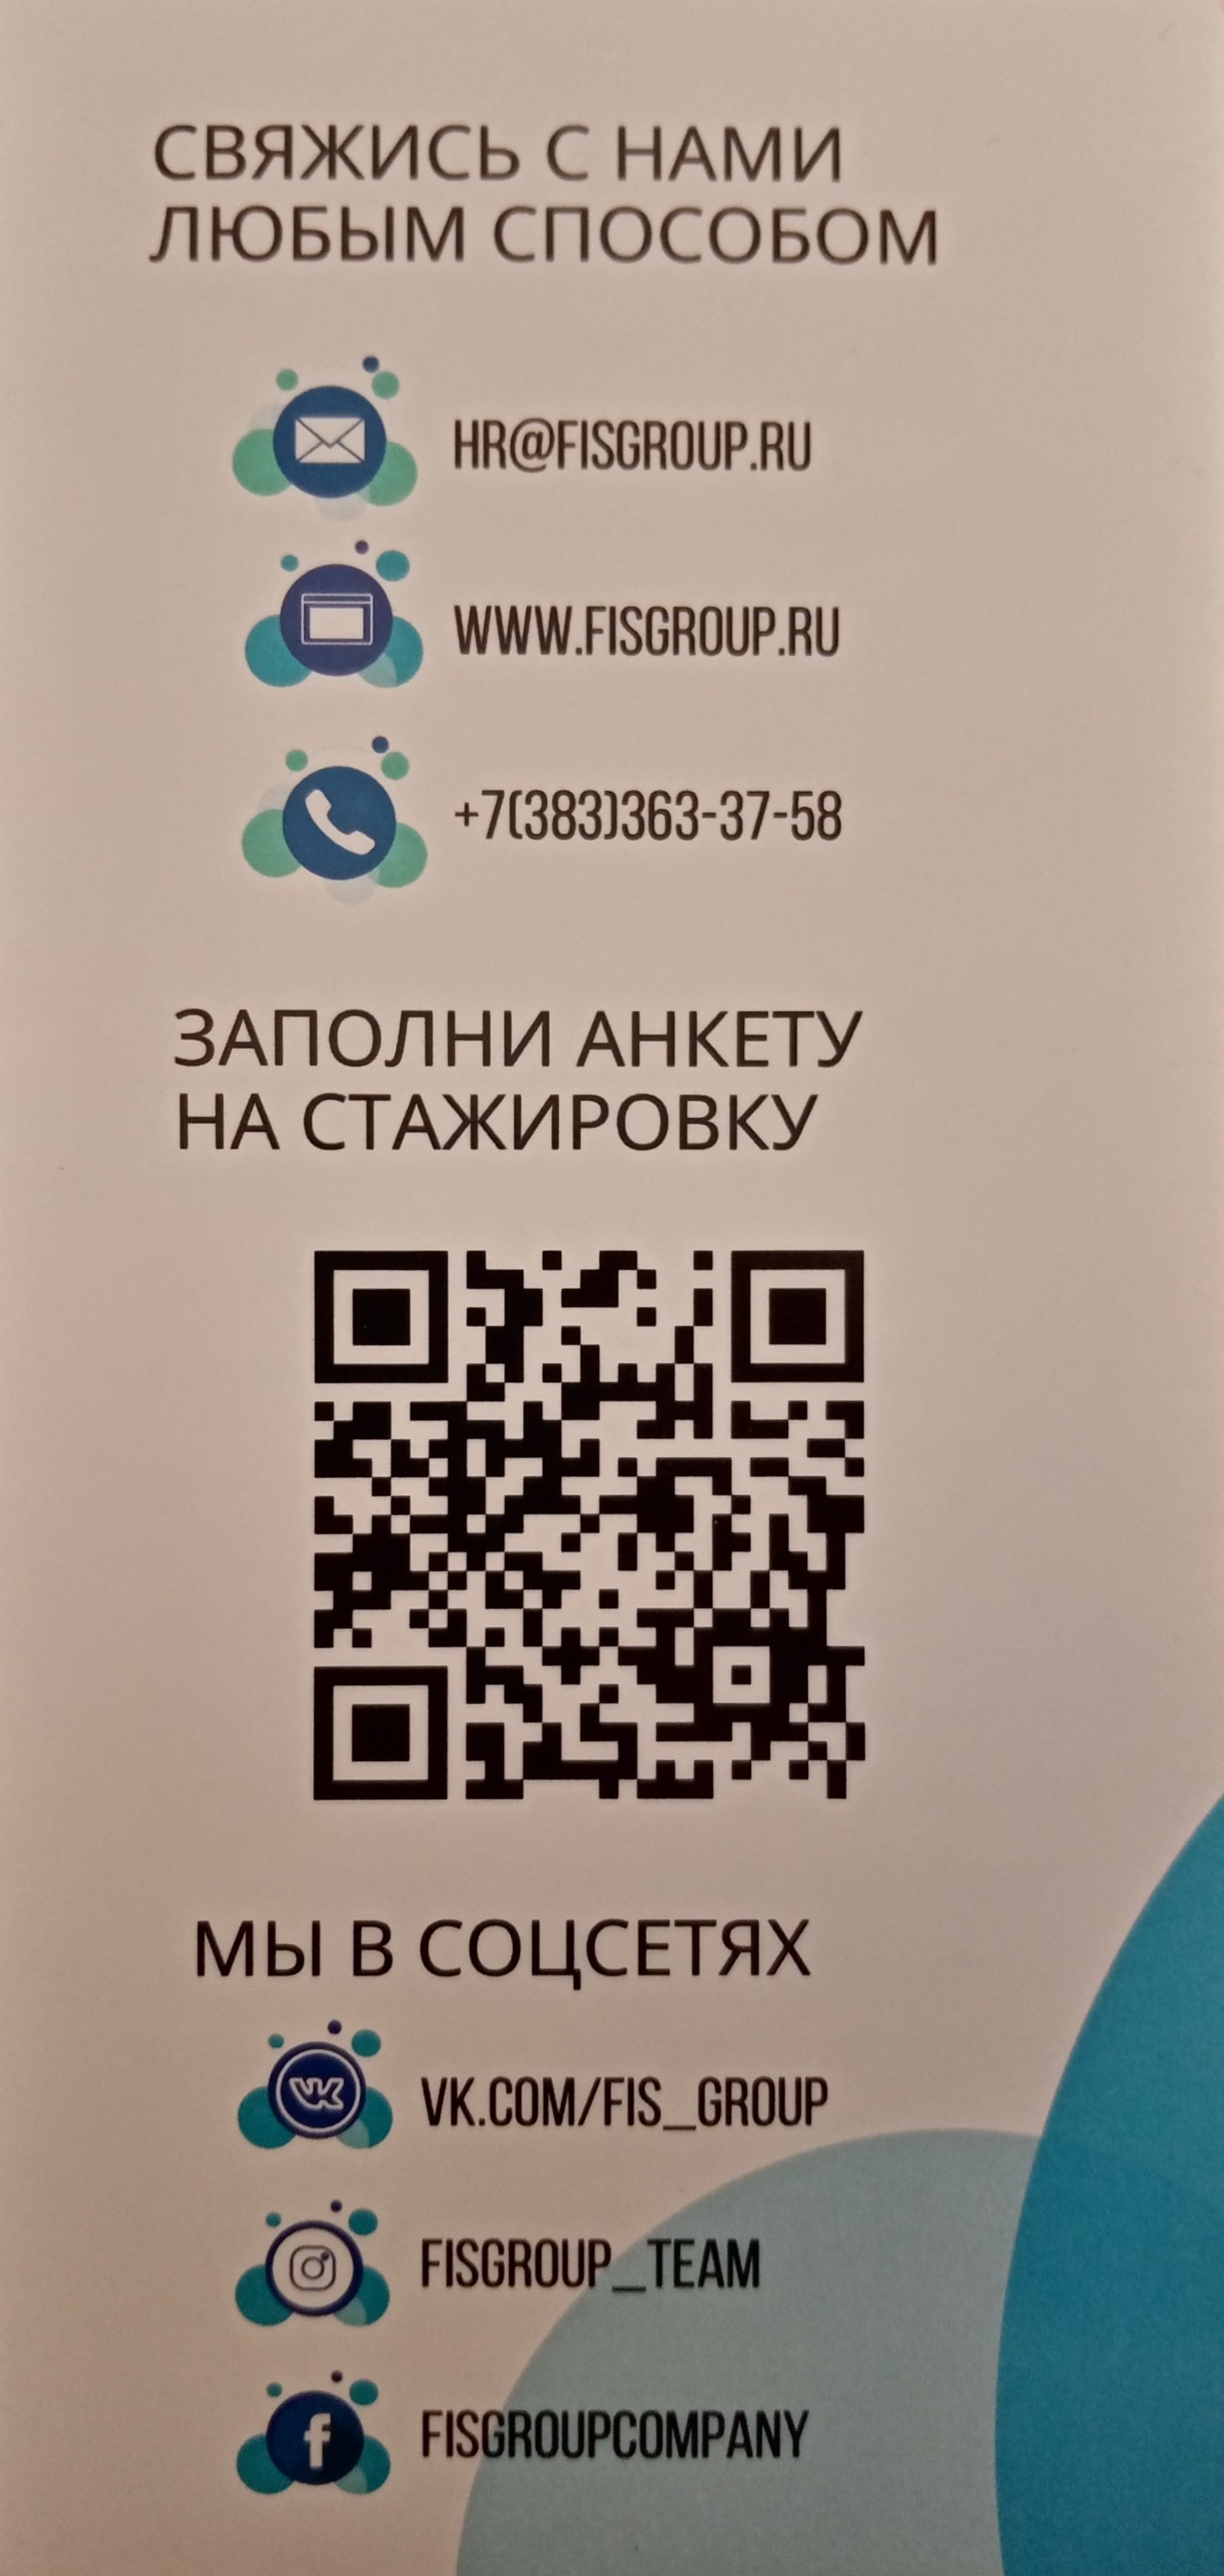 СВЯЖИСЬ С НАМИ
ЛЮБЫМ СПОСОБОМ
HR@FISGROUP.RU
WWW.FISGROUP.RU
+7(383)363-37-58
ЗАПОЛНИ АНКЕТУ
НА СТАЖИРОВКУ
МЫ В СОЦСЕТЯХ
VK.COM/FIS_GROUP
FISGROUP_TEAM
FISGROUPCOMPANY